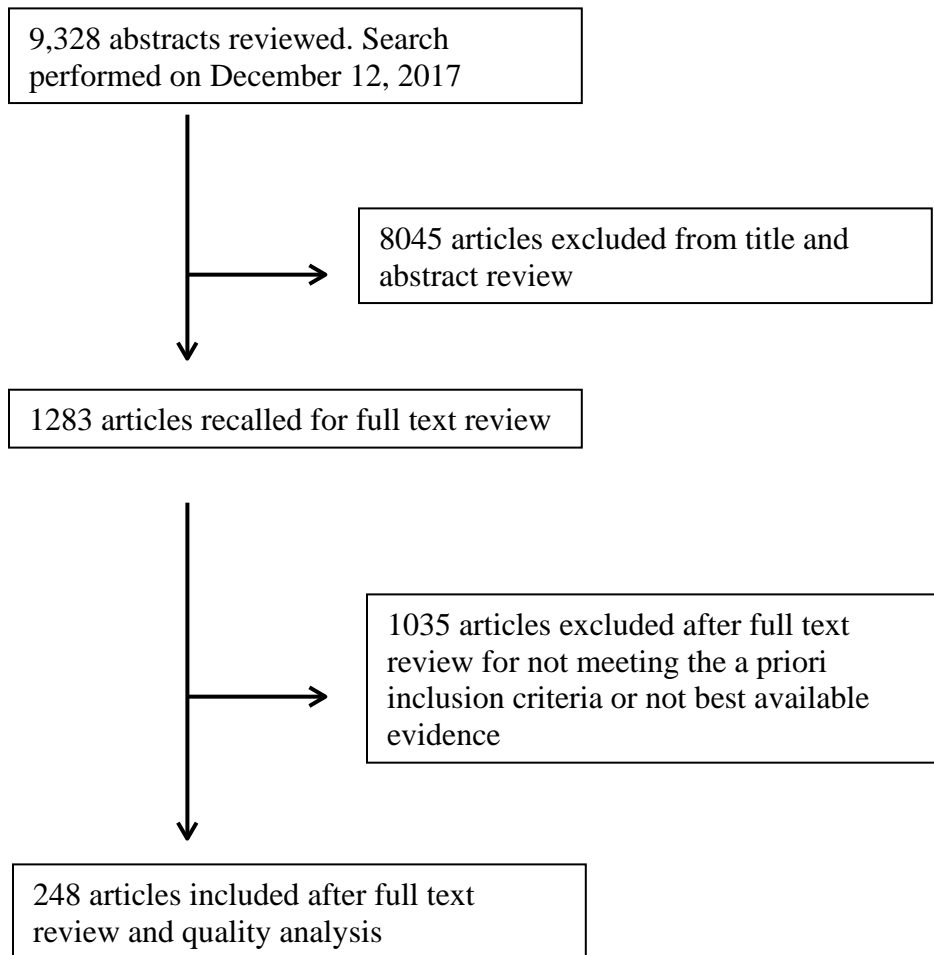 9,328 abstracts reviewed. Search
performed on December 12, 2017
8045 articles excluded from title and
abstract review
1283 articles recalled for full text review
1035 articles excluded after full text
review for not meeting the a priori
inclusion criteria or not best available
evidence
248 articles included after full text
review and quality analysis